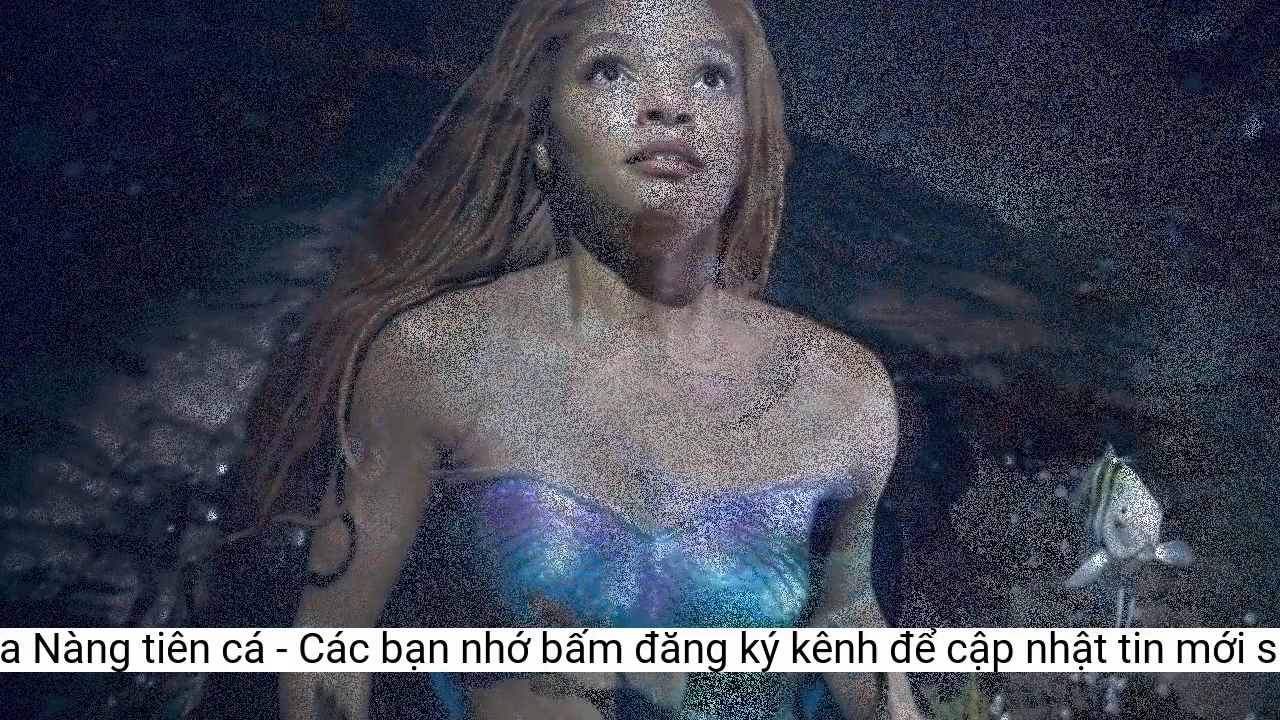 a Nàng tiên cá - Các bạn nhớ bấm đăng ký kênh để cập nhật tin mới s